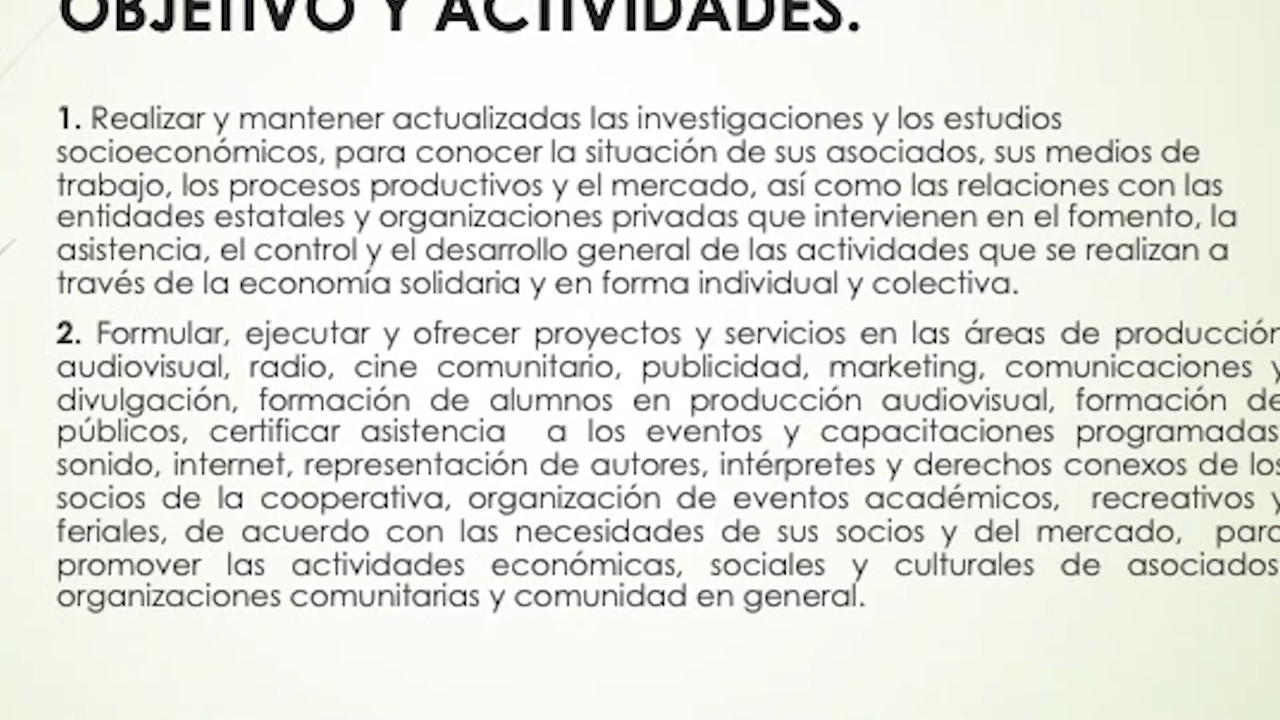 OBJETIVO Y ACTIVIDADES.
1. Realizar y mantener actualizadas las investigaciones y los estudios
socioeconómicos, para conocer la situación de sus asociados, sus medios de
trabajo, los procesos productivos y el mercado, así como las relaciones con las
entidades estatales y organizaciones privadas que intervienen en el fomento, la
asistencia, el control y el desarrollo general de las actividades que se realizan a
través de la economía solidaria y en forma individual y colectiva.
2. Formular, ejecutar y ofrecer proyectos y servicios en las áreas de producción
audiovisual, radio, cine comunitario, publicidad, marketing, comunicaciones y
divulgación, formación de alumnos en producción audiovisual, formación de
públicos, certificar asistencia a los eventos y capacitaciones programadas
sonido, internet, representación de autores, intérpretes y derechos conexos de los
socios de la cooperativa, organización de eventos académicos, recreativos y
feriales, de acuerdo con las necesidades de sus socios y del mercado, para
promover las actividades económicas, sociales y culturales de asociados
organizaciones comunitarias y comunidad en general.